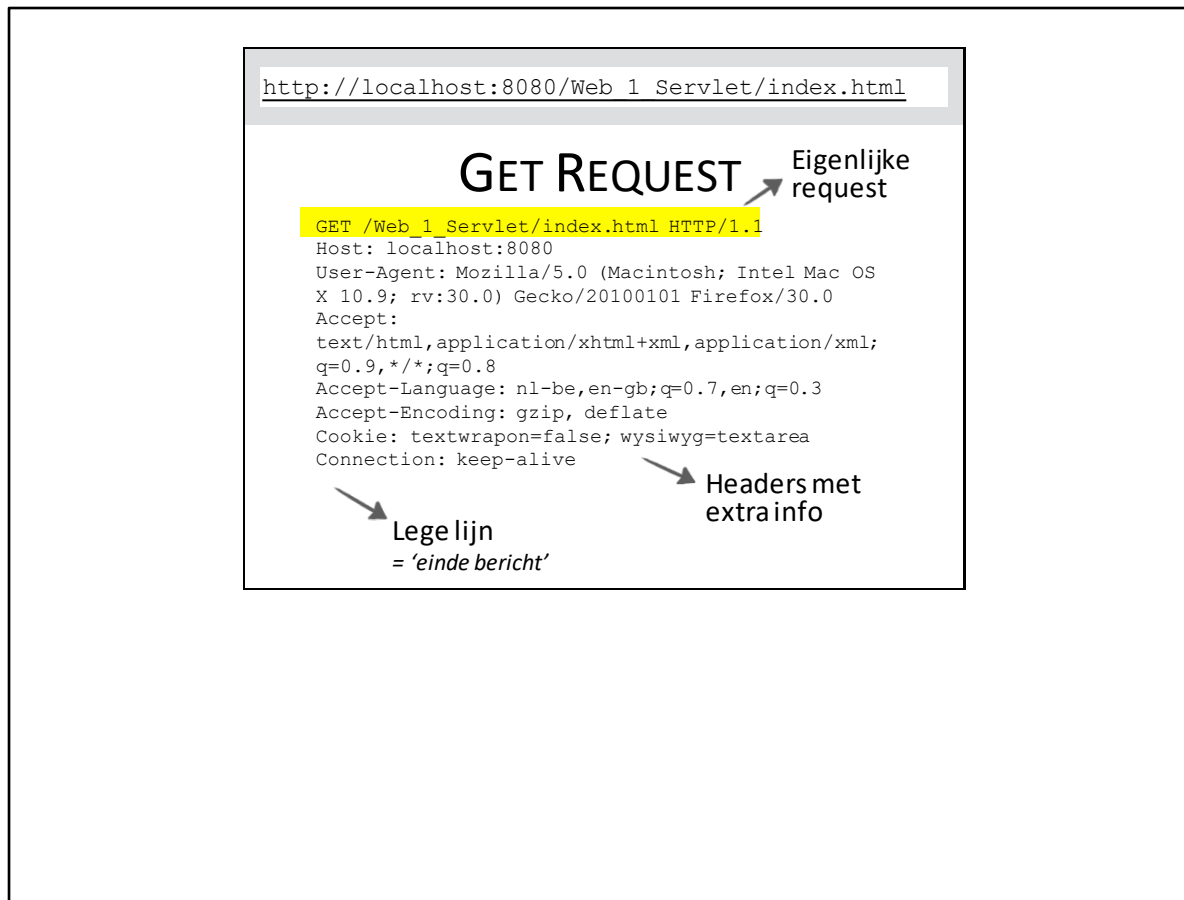 http://localhost:8080/Web_1_Servlet/index.html
GET REQUEST
Eigenlijke
request
GET /Web_1_Servlet/index.html HTTP/1.1
Host: localhost:8080
User-Agent: Mozilla/5.0 (Macintosh; Intel Mac OS
X 10.9; rv:30.0) Gecko/20100101 Firefox/30.0
Accept:
text/html,application/xhtml+xml,application/xml;
q=0.9,*/*;q=0.8
Accept-Language: nl-be,en-gb;q=0.7,en;q=0.3
Accept-Encoding: gzip, deflate
Cookie: textwrapon=false; wysiwyg=textarea
Connection: keep-alive
Headers met
extra info
Lege lijn
= ‘einde bericht’